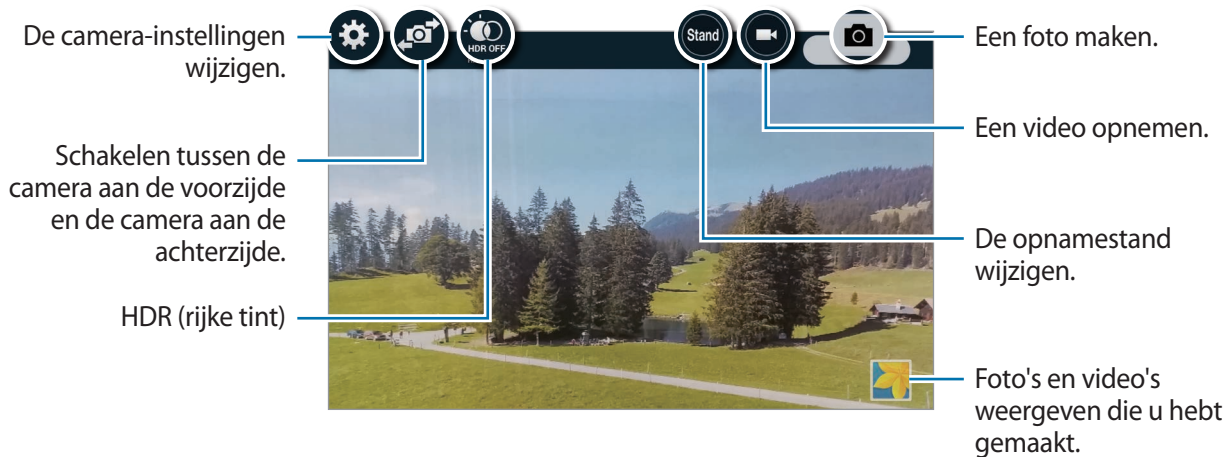 De camera-instellingen
wijzigen.
Schakelen tussen de
camera aan de voorzijde
en de camera aan de
achterzijde.
HDR (rijke tint)
HDR OFF
Stand
Een foto maken.
Een video opnemen.
De opnamestand
wijzigen.
Foto's en video's
weergeven die u hebt
gemaakt.